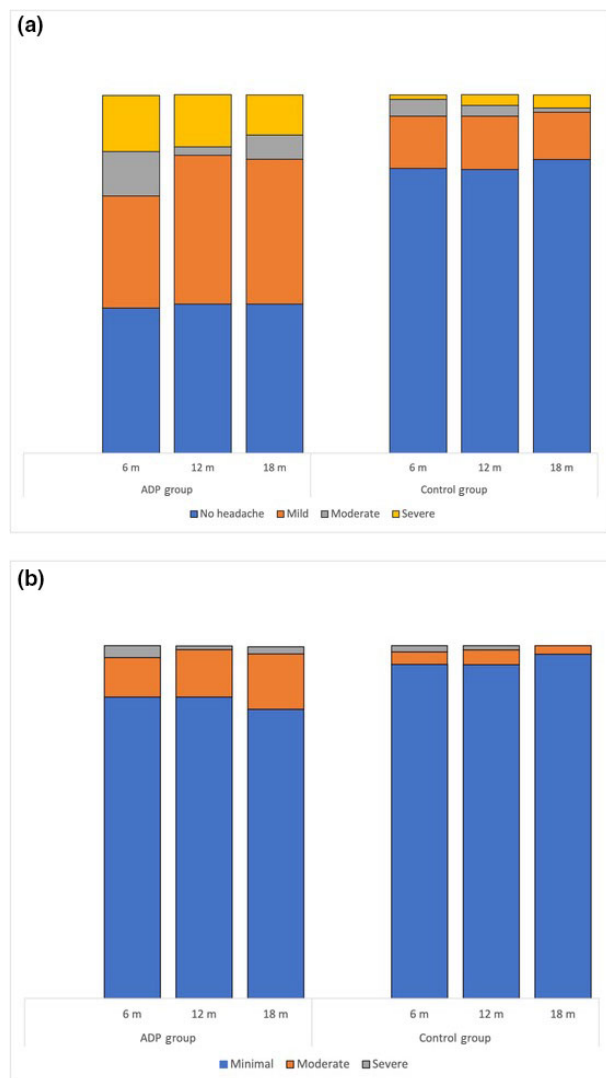 (a)
6 m 12 m 18 m 6 m 12 m 18 m
ADP group Control group
No headache Mild Moderate Severe
(b)
6 m 12 m 18 m 6 m 12 m 18 m
ADP group Control group
Minimal Moderate Severe